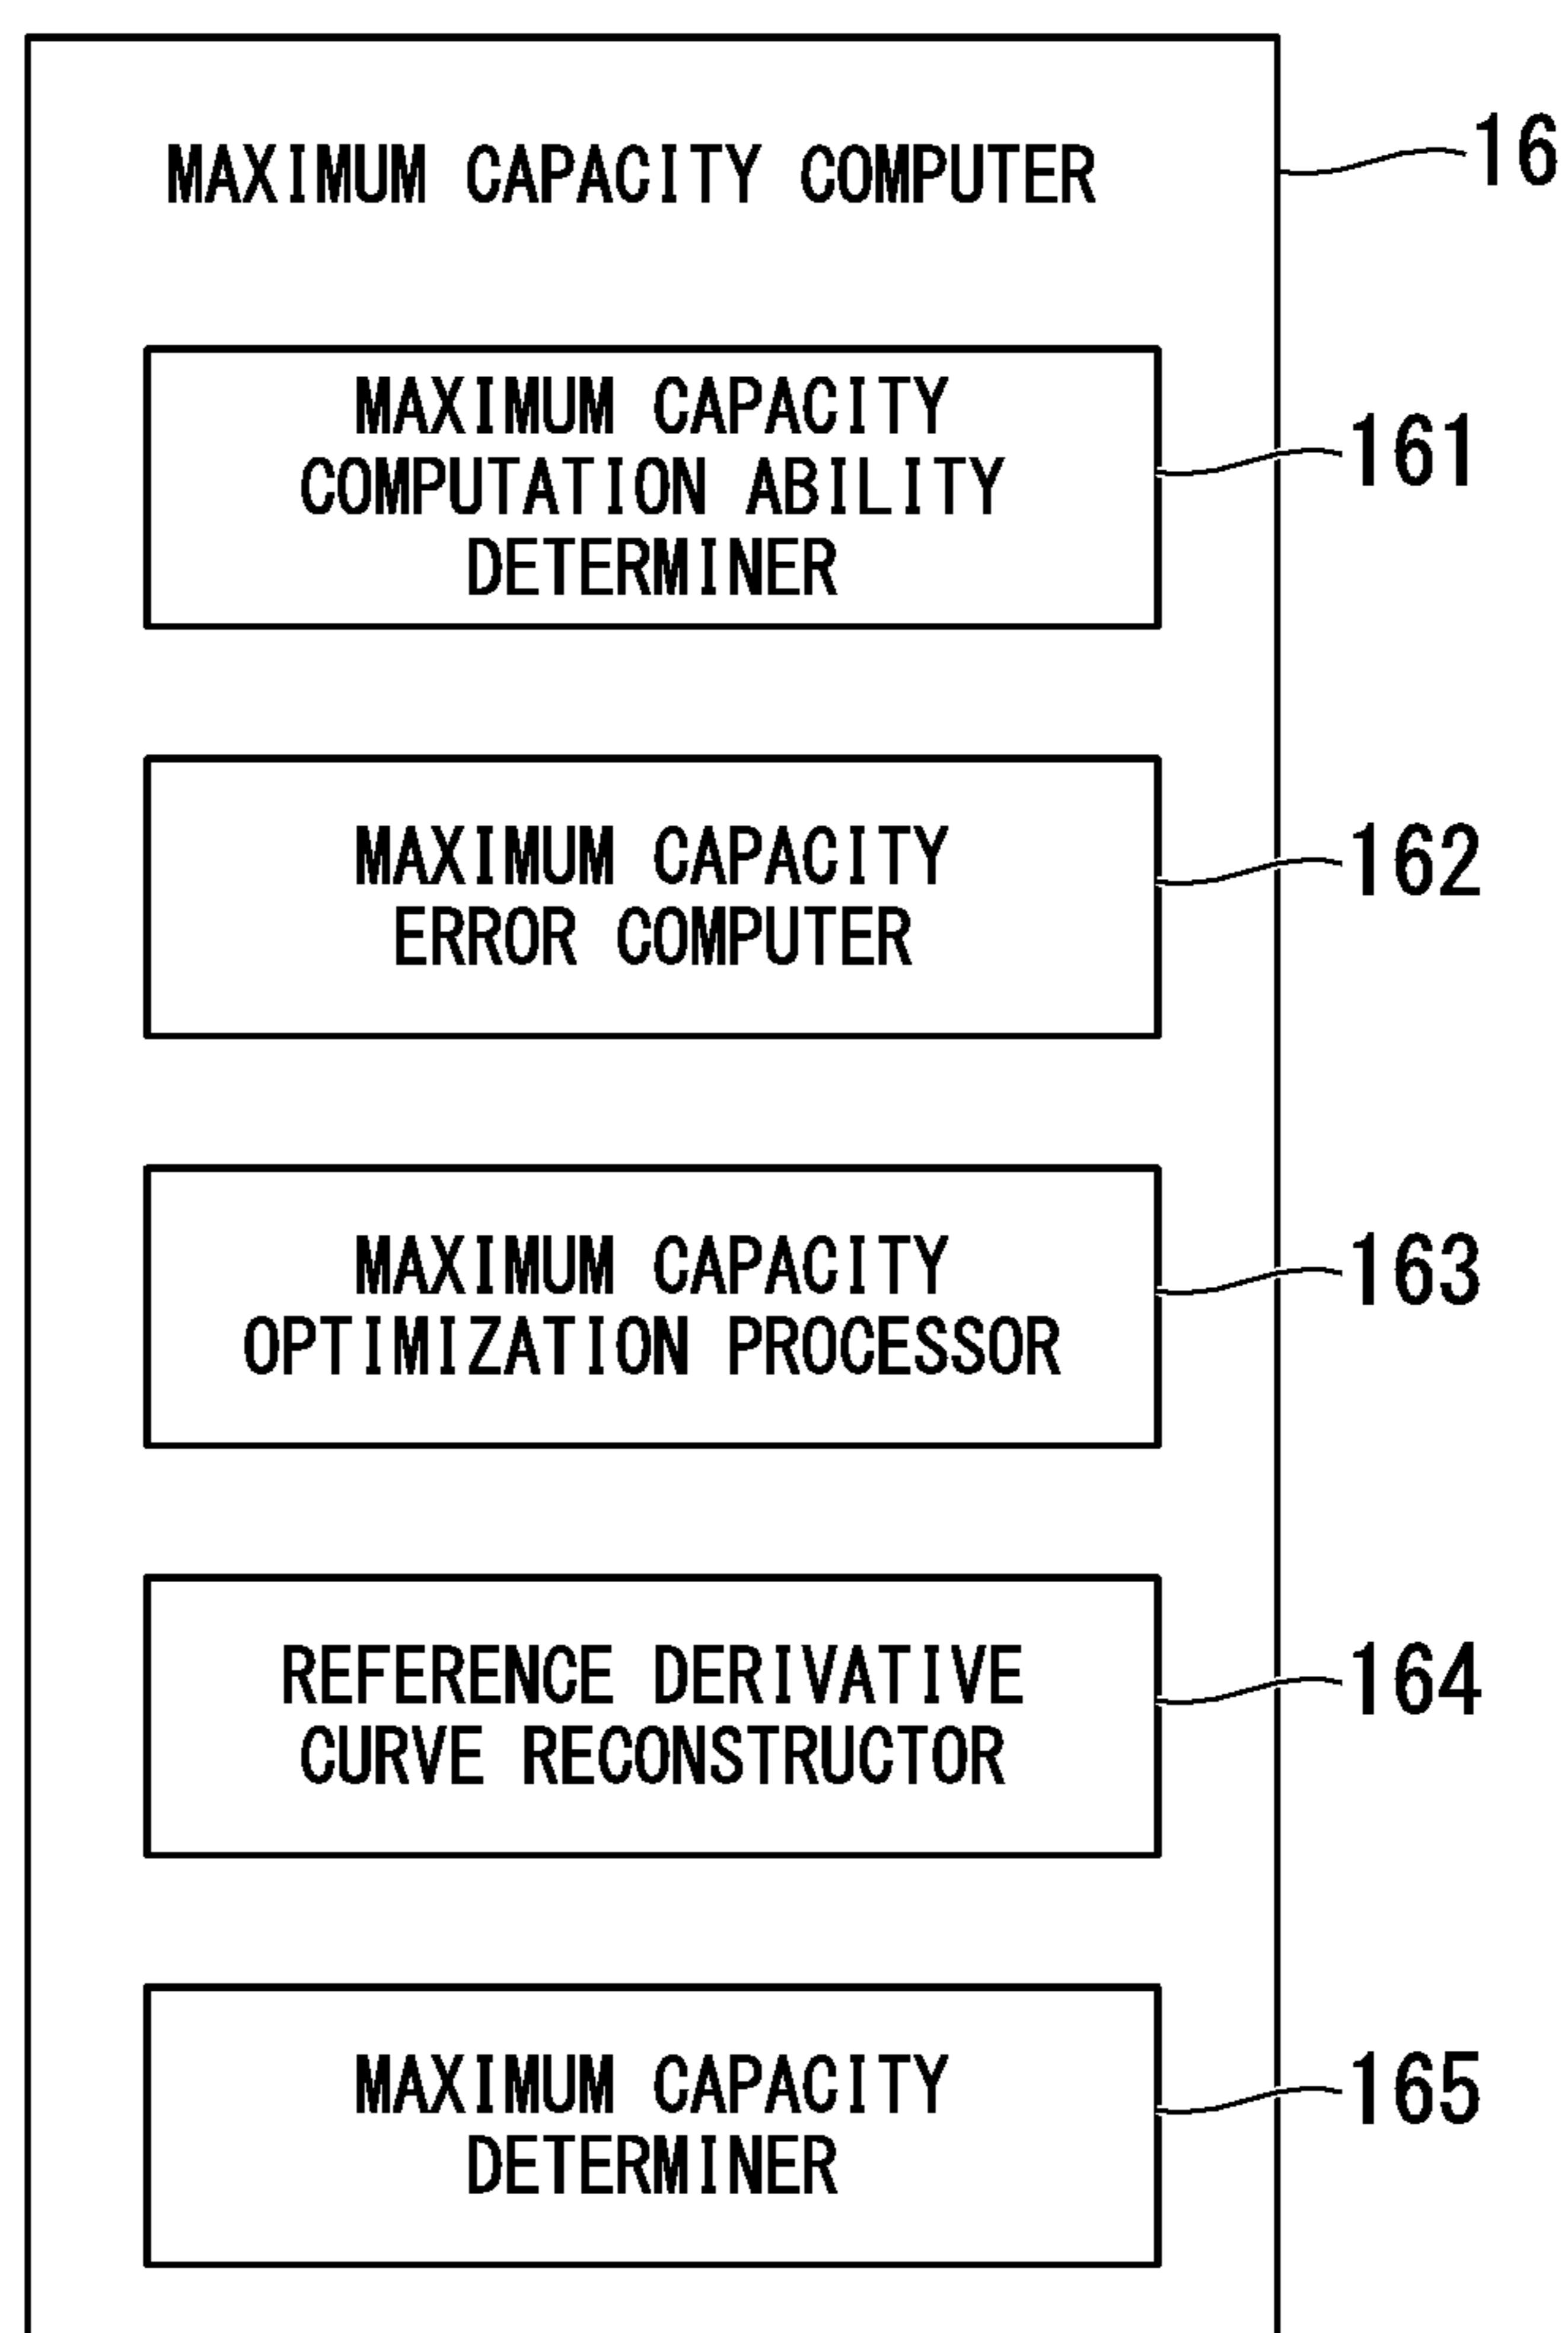 MAXIMUM CAPACITY COMPUTER
16
MAXIMUM CAPACITY
COMPUTATION ABILITY
DETERMINER
161
MAXIMUM CAPACITY
ERROR COMPUTER
162
MAXIMUM CAPACITY
OPTIMIZATION PROCESSOR
163
REFERENCE DERIVATIVE
CURVE RECONSTRUCTOR
164
MAXIMUM CAPACITY
DETERMINER
165